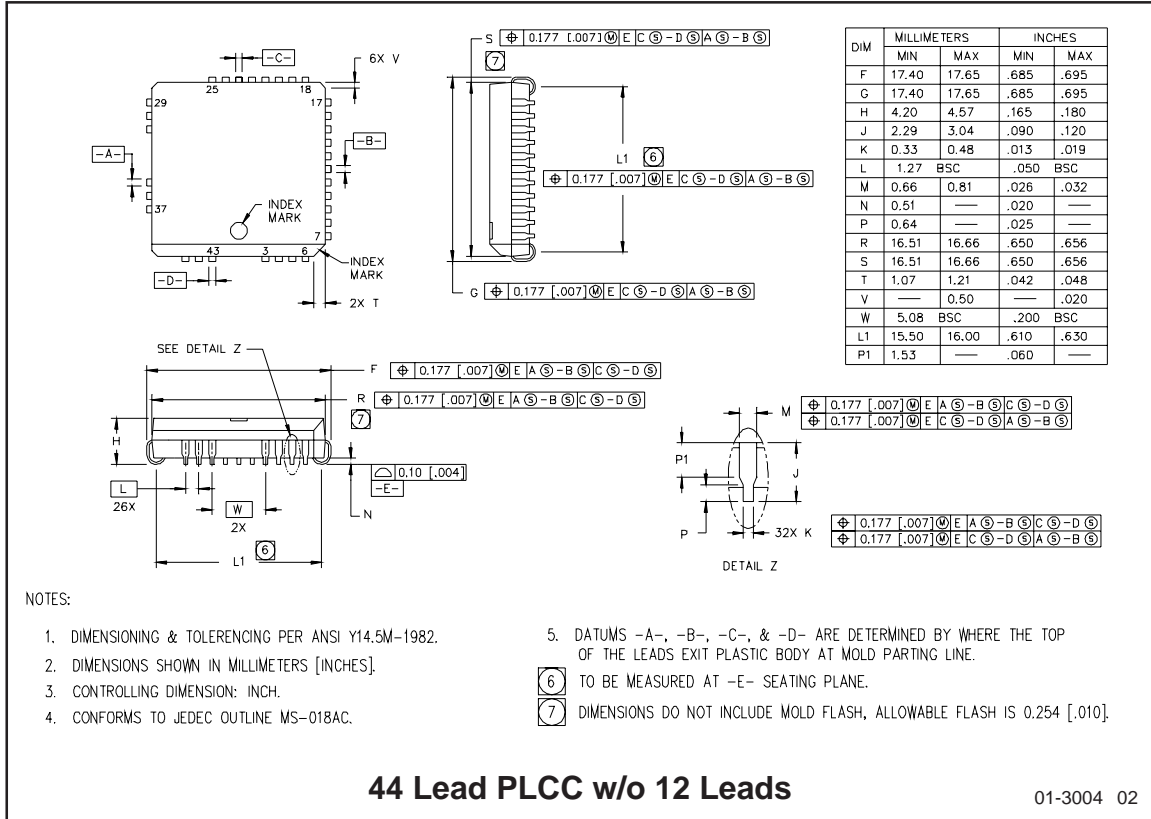 S ⌖ 0.177 [.007] Ⓜ E C Ⓢ -D Ⓢ A Ⓢ -B Ⓢ
7
-C-
6X V
25 18
29 17
-B-
-A-
L1 6
⌖ 0.177 [.007] Ⓜ E C Ⓢ -D Ⓢ A Ⓢ -B Ⓢ
37
INDEX
MARK
7
43 3 6
INDEX
MARK
-D-
2X T
G ⌖ 0.177 [.007] Ⓜ E C Ⓢ -D Ⓢ A Ⓢ -B Ⓢ
DIM MILLIMETERS INCHES
MIN MAX MIN MAX
F 17.40 17.65 .685 .695
G 17.40 17.65 .685 .695
H 4.20 4.57 .165 .180
J 2.29 3.04 .090 .120
K 0.33 0.48 .013 .019
L 1.27 BSC .050 BSC
M 0.66 0.81 .026 .032
N 0.51 — .020 —
P 0.64 — .025 —
R 16.51 16.66 .650 .656
S 16.51 16.66 .650 .656
T 1.07 1.21 .042 .048
V — 0.50 — .020
W 5.08 BSC .200 BSC
L1 15.50 16.00 .610 .630
P1 1.53 — .060 —
SEE DETAIL Z
F ⌖ 0.177 [.007] Ⓜ E A Ⓢ -B Ⓢ C Ⓢ -D Ⓢ
R ⌖ 0.177 [.007] Ⓜ E A Ⓢ -B Ⓢ C Ⓢ -D Ⓢ
7
H
⌓ 0.10 [.004]
-E-
L
26X
W
2X
N
L1 6
M ⌖ 0.177 [.007] Ⓜ E A Ⓢ -B Ⓢ C Ⓢ -D Ⓢ
⌖ 0.177 [.007] Ⓜ E C Ⓢ -D Ⓢ A Ⓢ -B Ⓢ
P1
J
P
32X K
⌖ 0.177 [.007] Ⓜ E A Ⓢ -B Ⓢ C Ⓢ -D Ⓢ
⌖ 0.177 [.007] Ⓜ E C Ⓢ -D Ⓢ A Ⓢ -B Ⓢ
DETAIL Z
NOTES:
1. DIMENSIONING & TOLERENCING PER ANSI Y14.5M-1982.
2. DIMENSIONS SHOWN IN MILLIMETERS [INCHES].
3. CONTROLLING DIMENSION: INCH.
4. CONFORMS TO JEDEC OUTLINE MS-018AC.
5. DATUMS -A-, -B-, -C-, & -D- ARE DETERMINED BY WHERE THE TOP
OF THE LEADS EXIT PLASTIC BODY AT MOLD PARTING LINE.
6 TO BE MEASURED AT -E- SEATING PLANE.
7 DIMENSIONS DO NOT INCLUDE MOLD FLASH, ALLOWABLE FLASH IS 0.254 [.010].
44 Lead PLCC w/o 12 Leads
01-3004 02